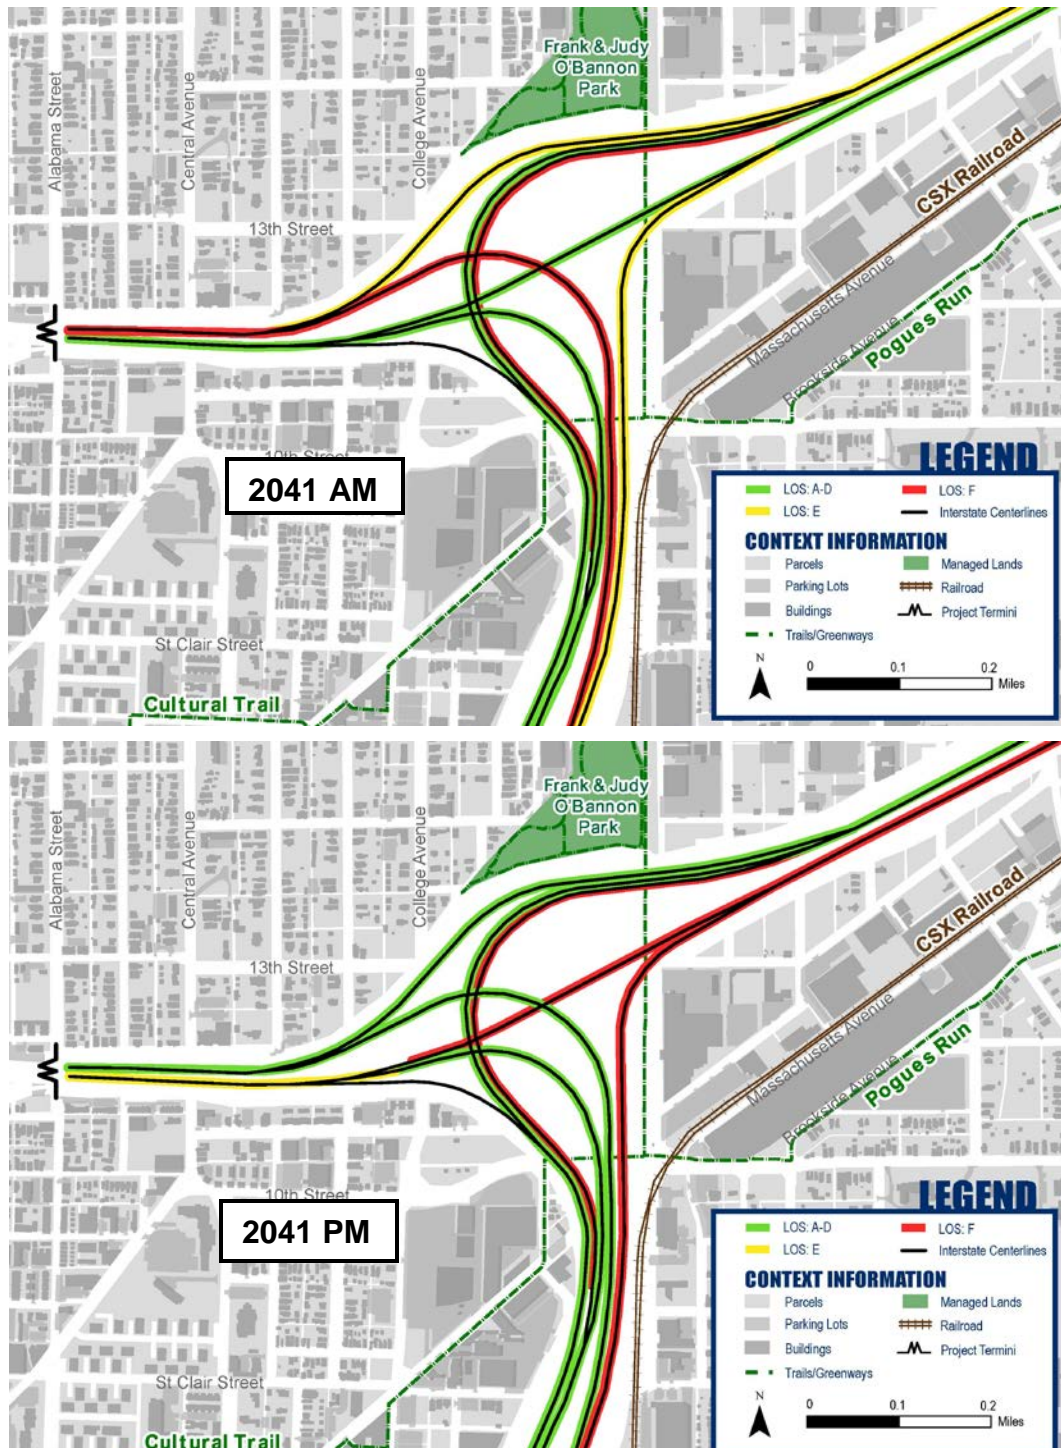 Frank & Judy
O'Bannon
Park
Alabama Street
Central Avenue
College Avenue
13th Street
CSX Railroad
Massachusetts Avenue
Brookside Avenue
Pogues Run
10th Street
2041 AM
St Clair Street
Cultural Trail
LEGEND
LOS: A-D
LOS: F
LOS: E
Interstate Centerlines
CONTEXT INFORMATION
Parcels
Managed Lands
Parking Lots
Railroad
Buildings
Project Termini
Trails/Greenways
N
0 0.1 0.2
Miles
Frank & Judy
O'Bannon
Park
Alabama Street
Central Avenue
College Avenue
13th Street
CSX Railroad
Massachusetts Avenue
Brookside Avenue
Pogues Run
10th Street
2041 PM
St Clair Street
Cultural Trail
LEGEND
LOS: A-D
LOS: F
LOS: E
Interstate Centerlines
CONTEXT INFORMATION
Parcels
Managed Lands
Parking Lots
Railroad
Buildings
Project Termini
Trails/Greenways
N
0 0.1 0.2
Miles